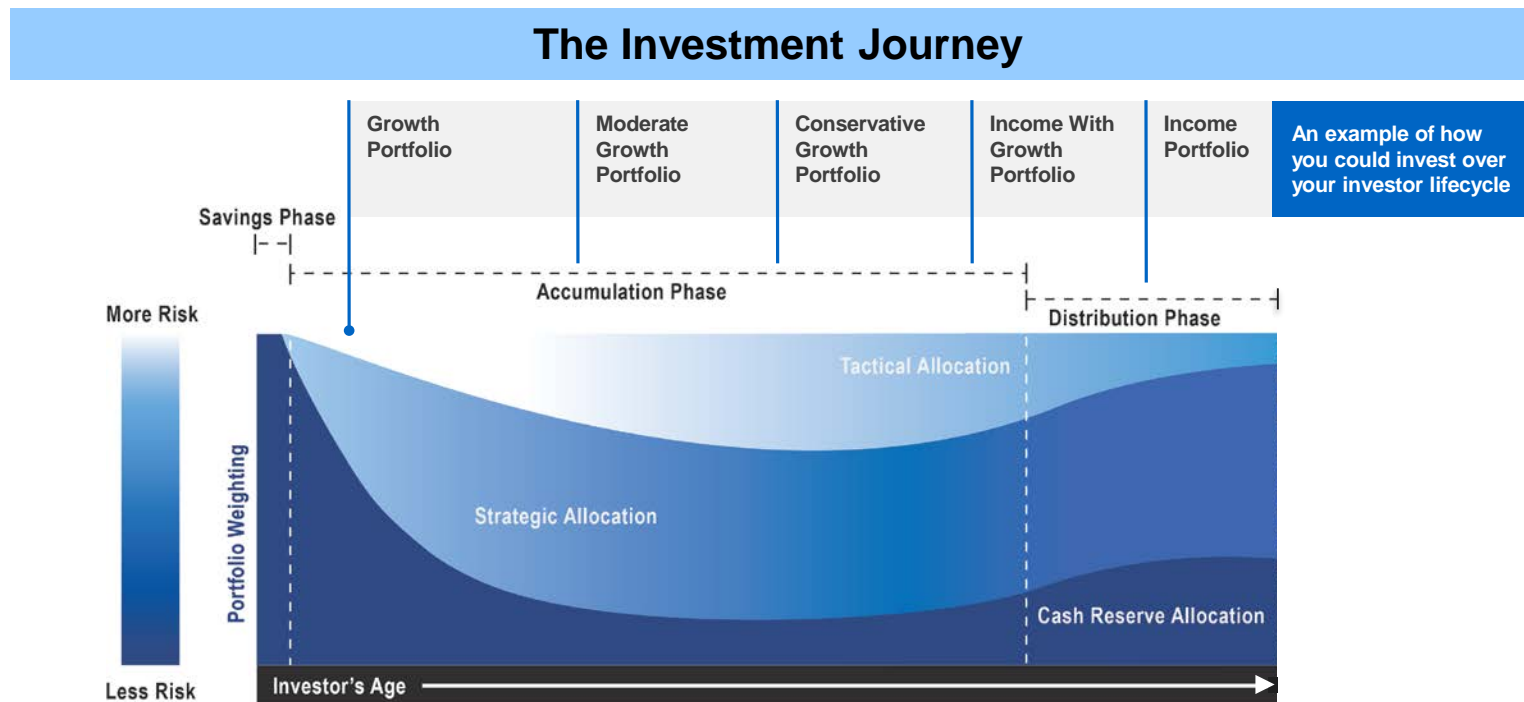 The Investment Journey
Growth
Portfolio
Moderate
Growth
Portfolio
Conservative
Growth
Portfolio
Income With
Growth
Portfolio
Income
Portfolio
An example of how
you could invest over
your investor lifecycle
Savings Phase
Accumulation Phase
Distribution Phase
More Risk
Less Risk
Portfolio Weighting
Tactical Allocation
Strategic Allocation
Cash Reserve Allocation
Investor's Age